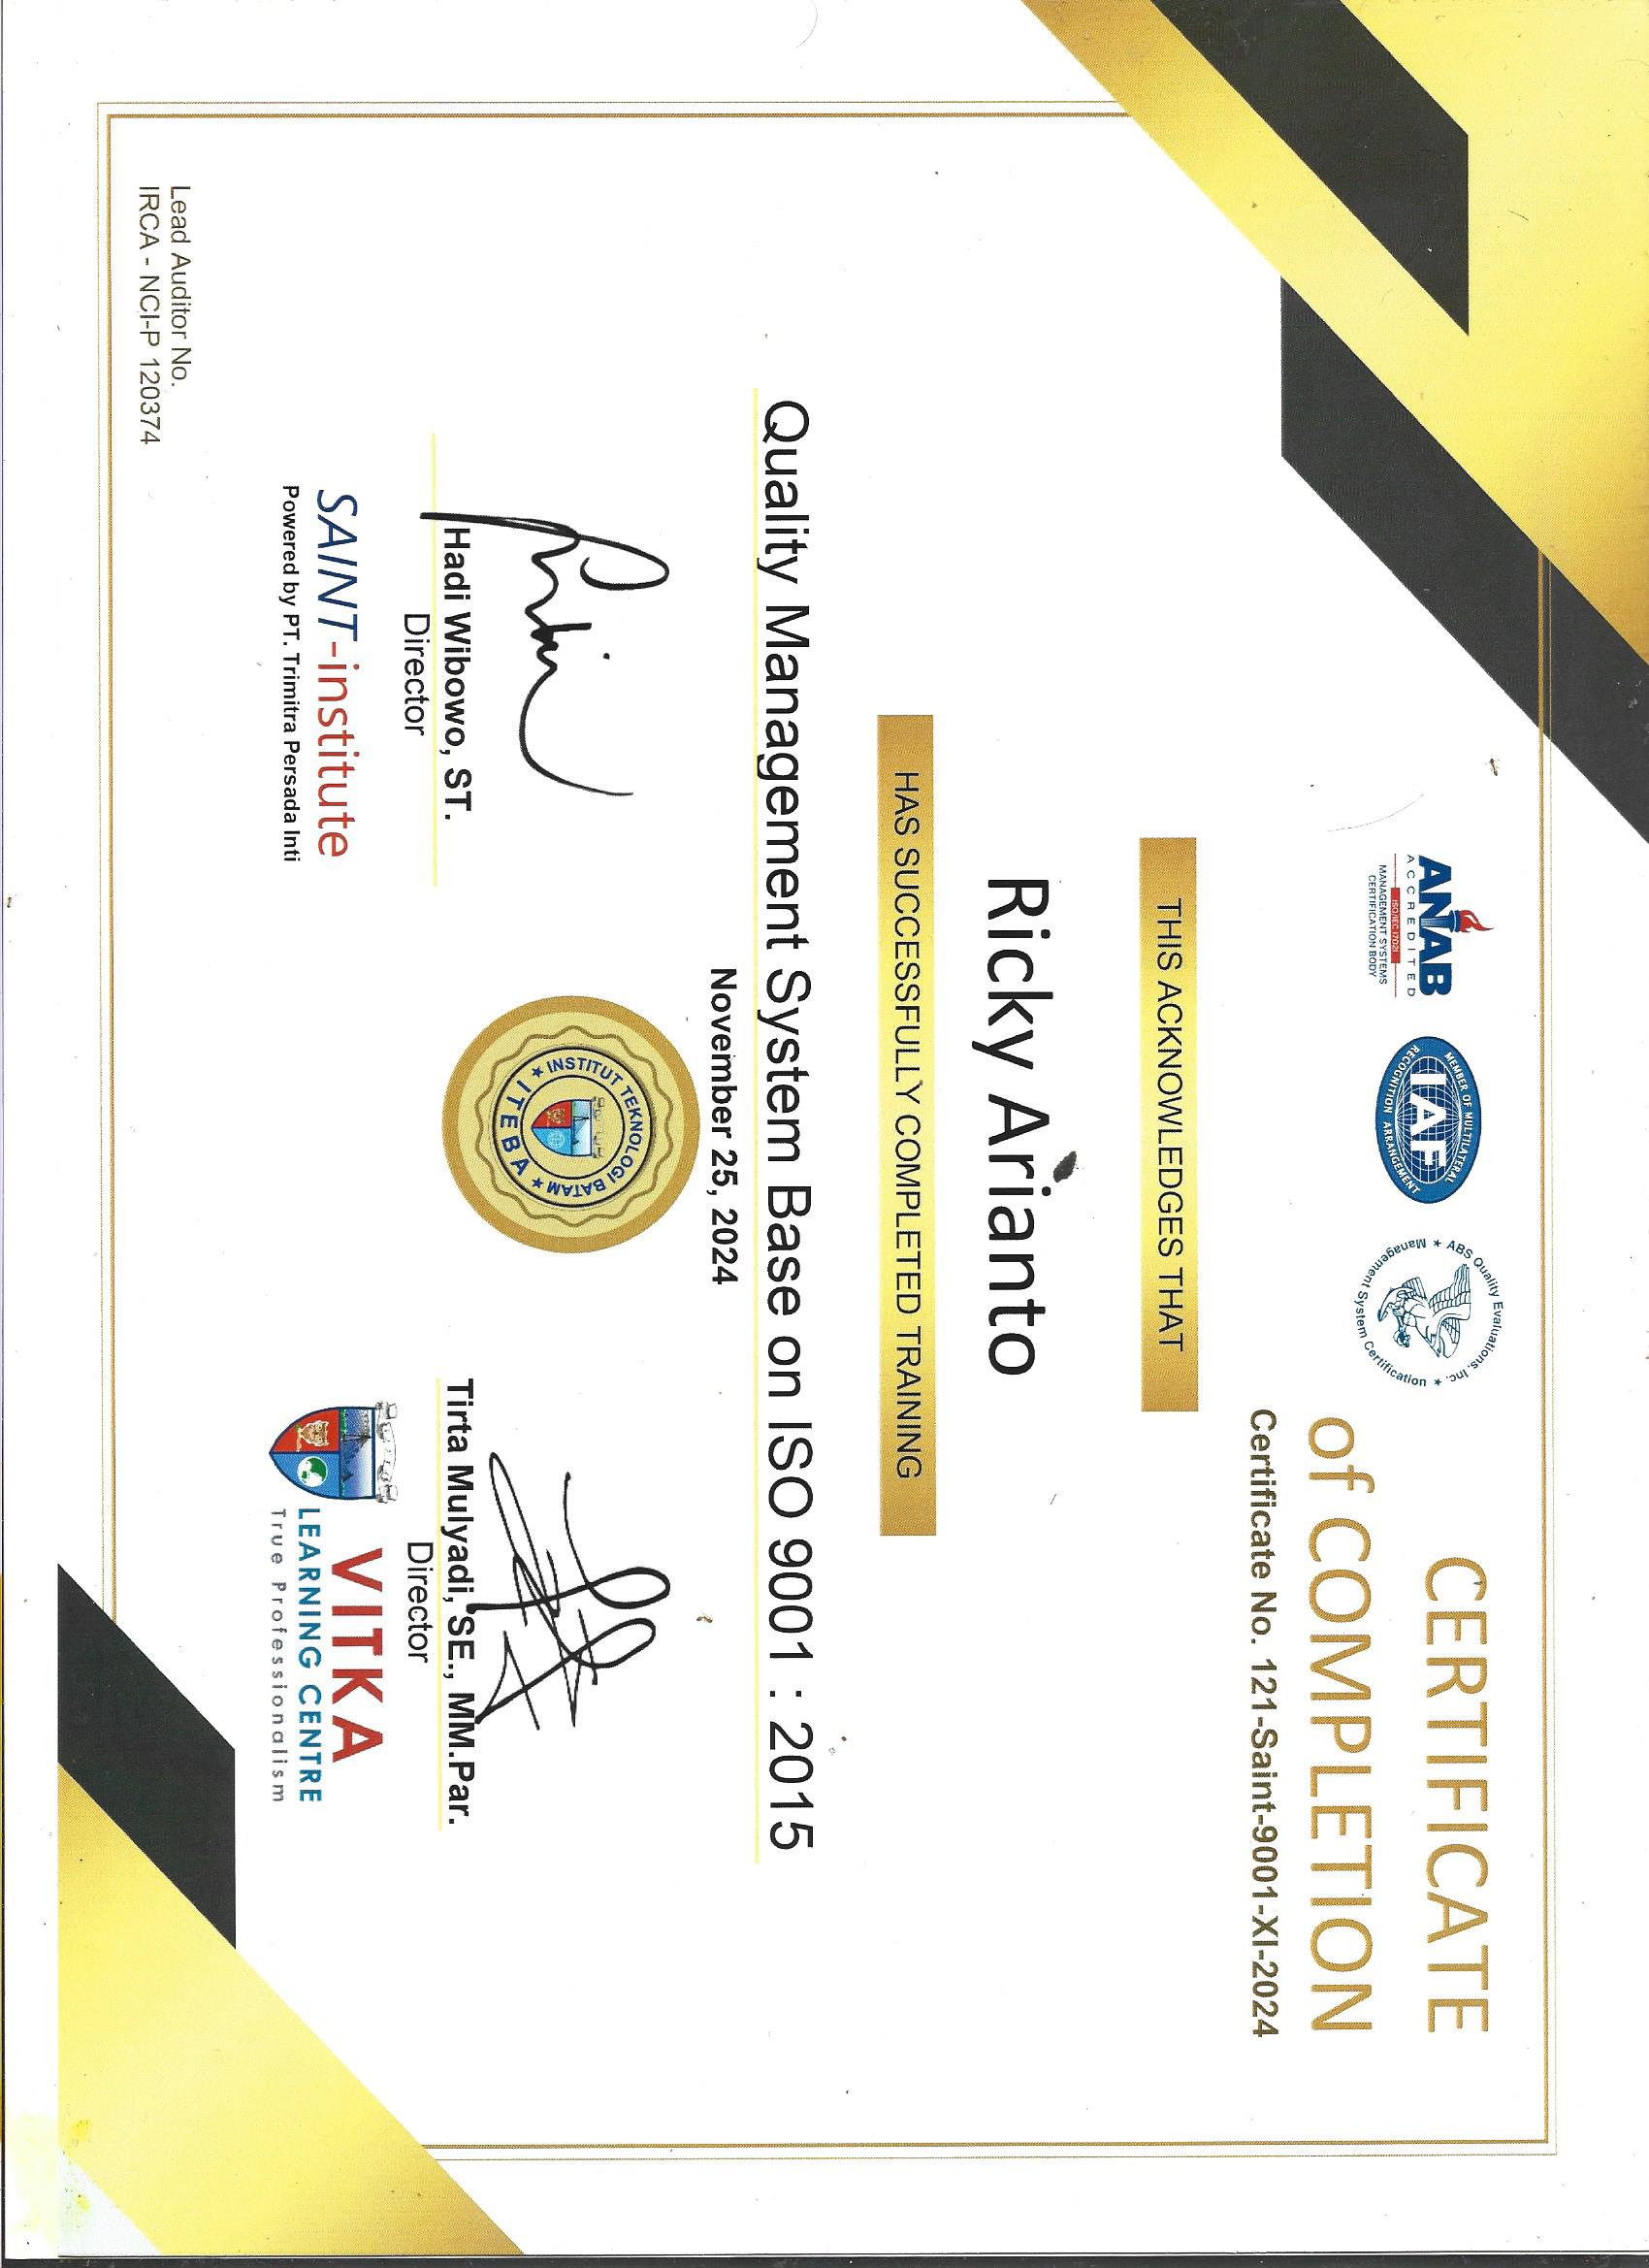 ANAB
ACCREDITED
ISO/IEC 17021
MANAGEMENT SYSTEMS
CERTIFICATION BODY
MEMBER OF MULTILATERAL
IAF
RECOGNITION ARRANGEMENT
★ ABS Quality Evaluations, Inc. ★
Management System Certification
CERTIFICATE
of COMPLETION
Certificate No. 121-Saint-9001-XI-2024
THIS ACKNOWLEDGES THAT
Ricky Arianto
HAS SUCCESSFULLY COMPLETED TRAINING
Quality Management System Base on ISO 9001 : 2015
November 25, 2024
★ INSTITUT TEKNOLOGI BATAM ★
ITEBA
Hadi Wibowo, ST.
Director
SAINT-institute
Powered by PT. Trimitra Persada Inti
Tirta Mulyadi, SE., MM.Par.
Director
VITKA
LEARNING CENTRE
True Professionalism
Lead Auditor No.
IRCA - NCI-P 120374